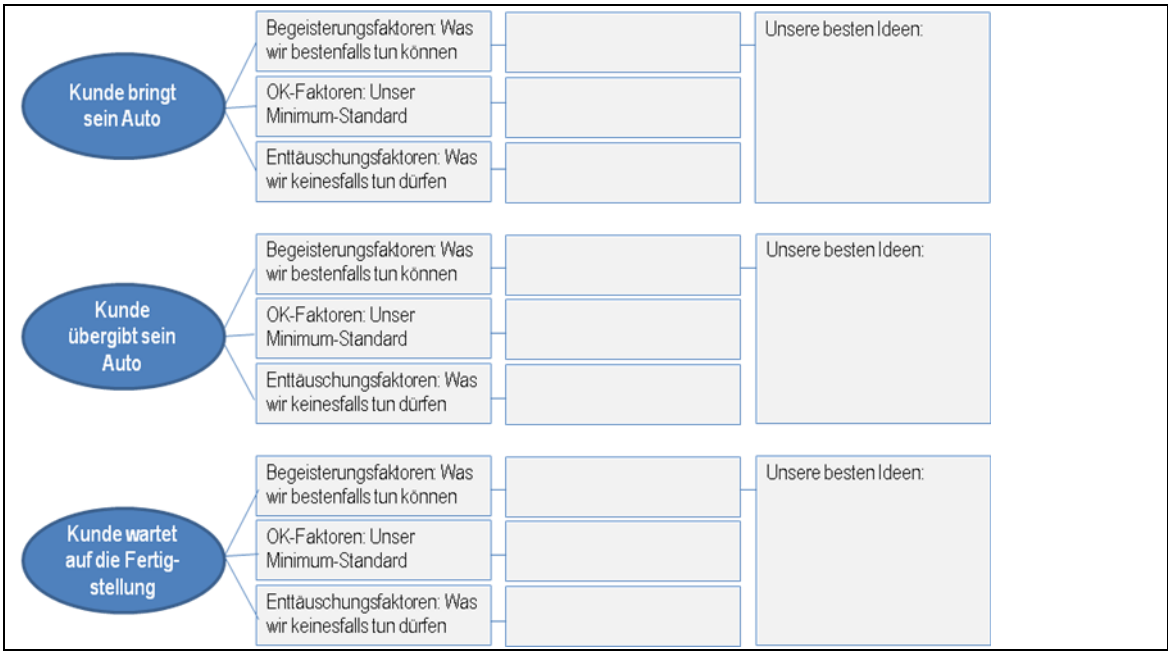 Kunde bringt
sein Auto
Begeisterungsfaktoren: Was
wir bestenfalls tun können
OK-Faktoren: Unser
Minimum-Standard
Enttäuschungsfaktoren: Was
wir keinesfalls tun dürfen
Unsere besten Ideen:
Kunde
übergibt sein
Auto
Begeisterungsfaktoren: Was
wir bestenfalls tun können
OK-Faktoren: Unser
Minimum-Standard
Enttäuschungsfaktoren: Was
wir keinesfalls tun dürfen
Unsere besten Ideen:
Kunde wartet
auf die Fertig-
stellung
Begeisterungsfaktoren: Was
wir bestenfalls tun können
OK-Faktoren: Unser
Minimum-Standard
Enttäuschungsfaktoren: Was
wir keinesfalls tun dürfen
Unsere besten Ideen: